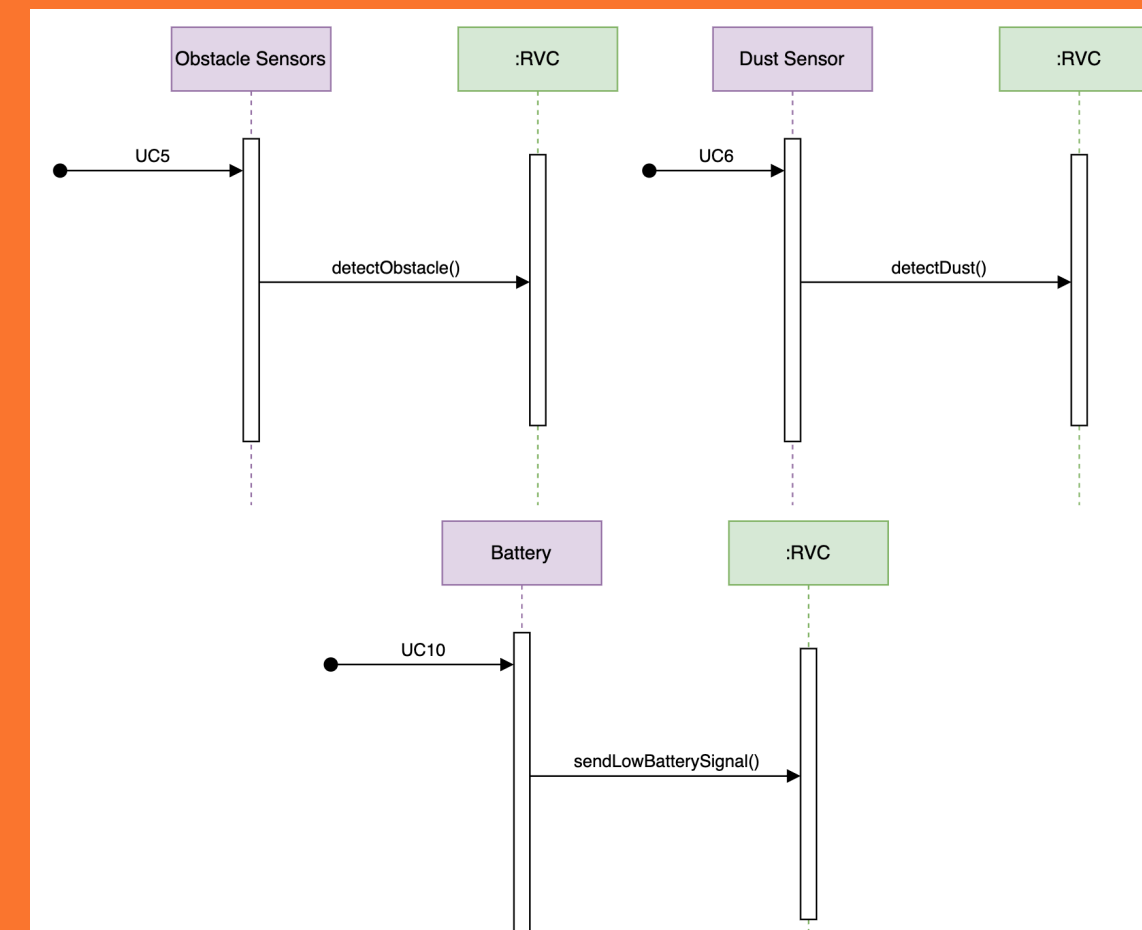 Obstacle Sensors
:RVC
Dust Sensor
:RVC
UC5
UC6
detectObstacle()
detectDust()
Battery
:RVC
UC10
sendLowBatterySignal()